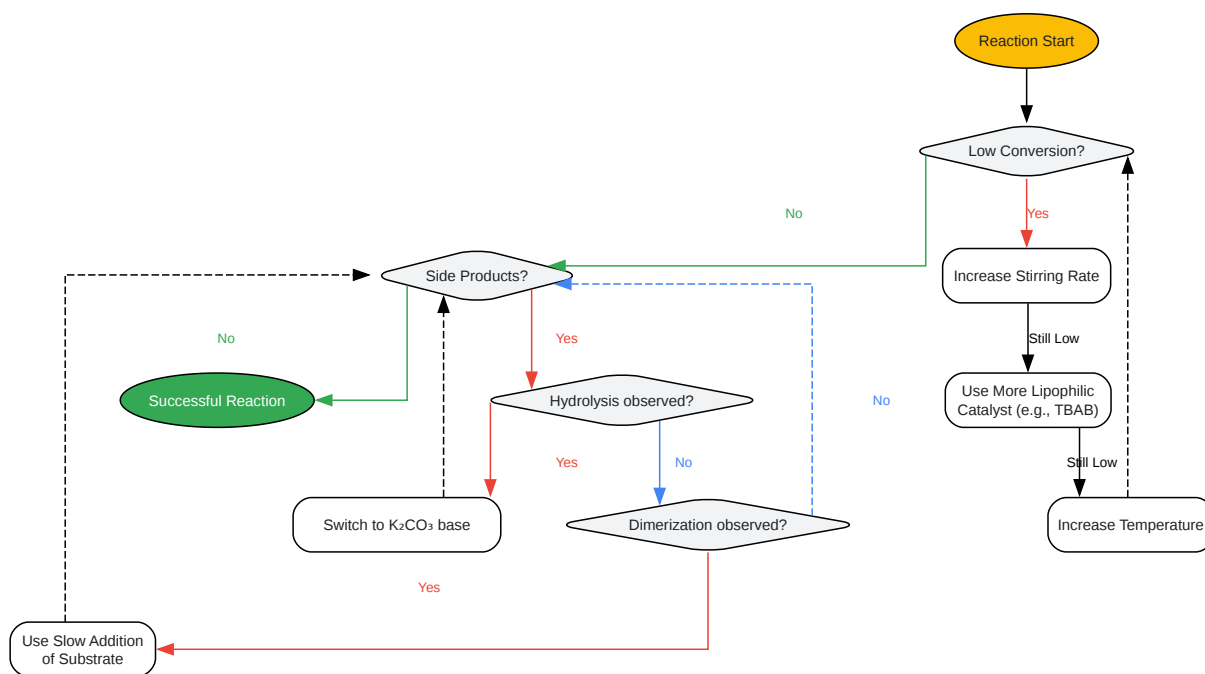 Reaction Start
Low Conversion?
No
Yes
Side Products?
Increase Stirring Rate
No
Yes
Still Low
Successful Reaction
Hydrolysis observed?
No
Use More Lipophilic
Catalyst (e.g., TBAB)
Yes
No
Still Low
Switch to K₂CO₃ base
Dimerization observed?
Increase Temperature
Yes
Use Slow Addition
of Substrate